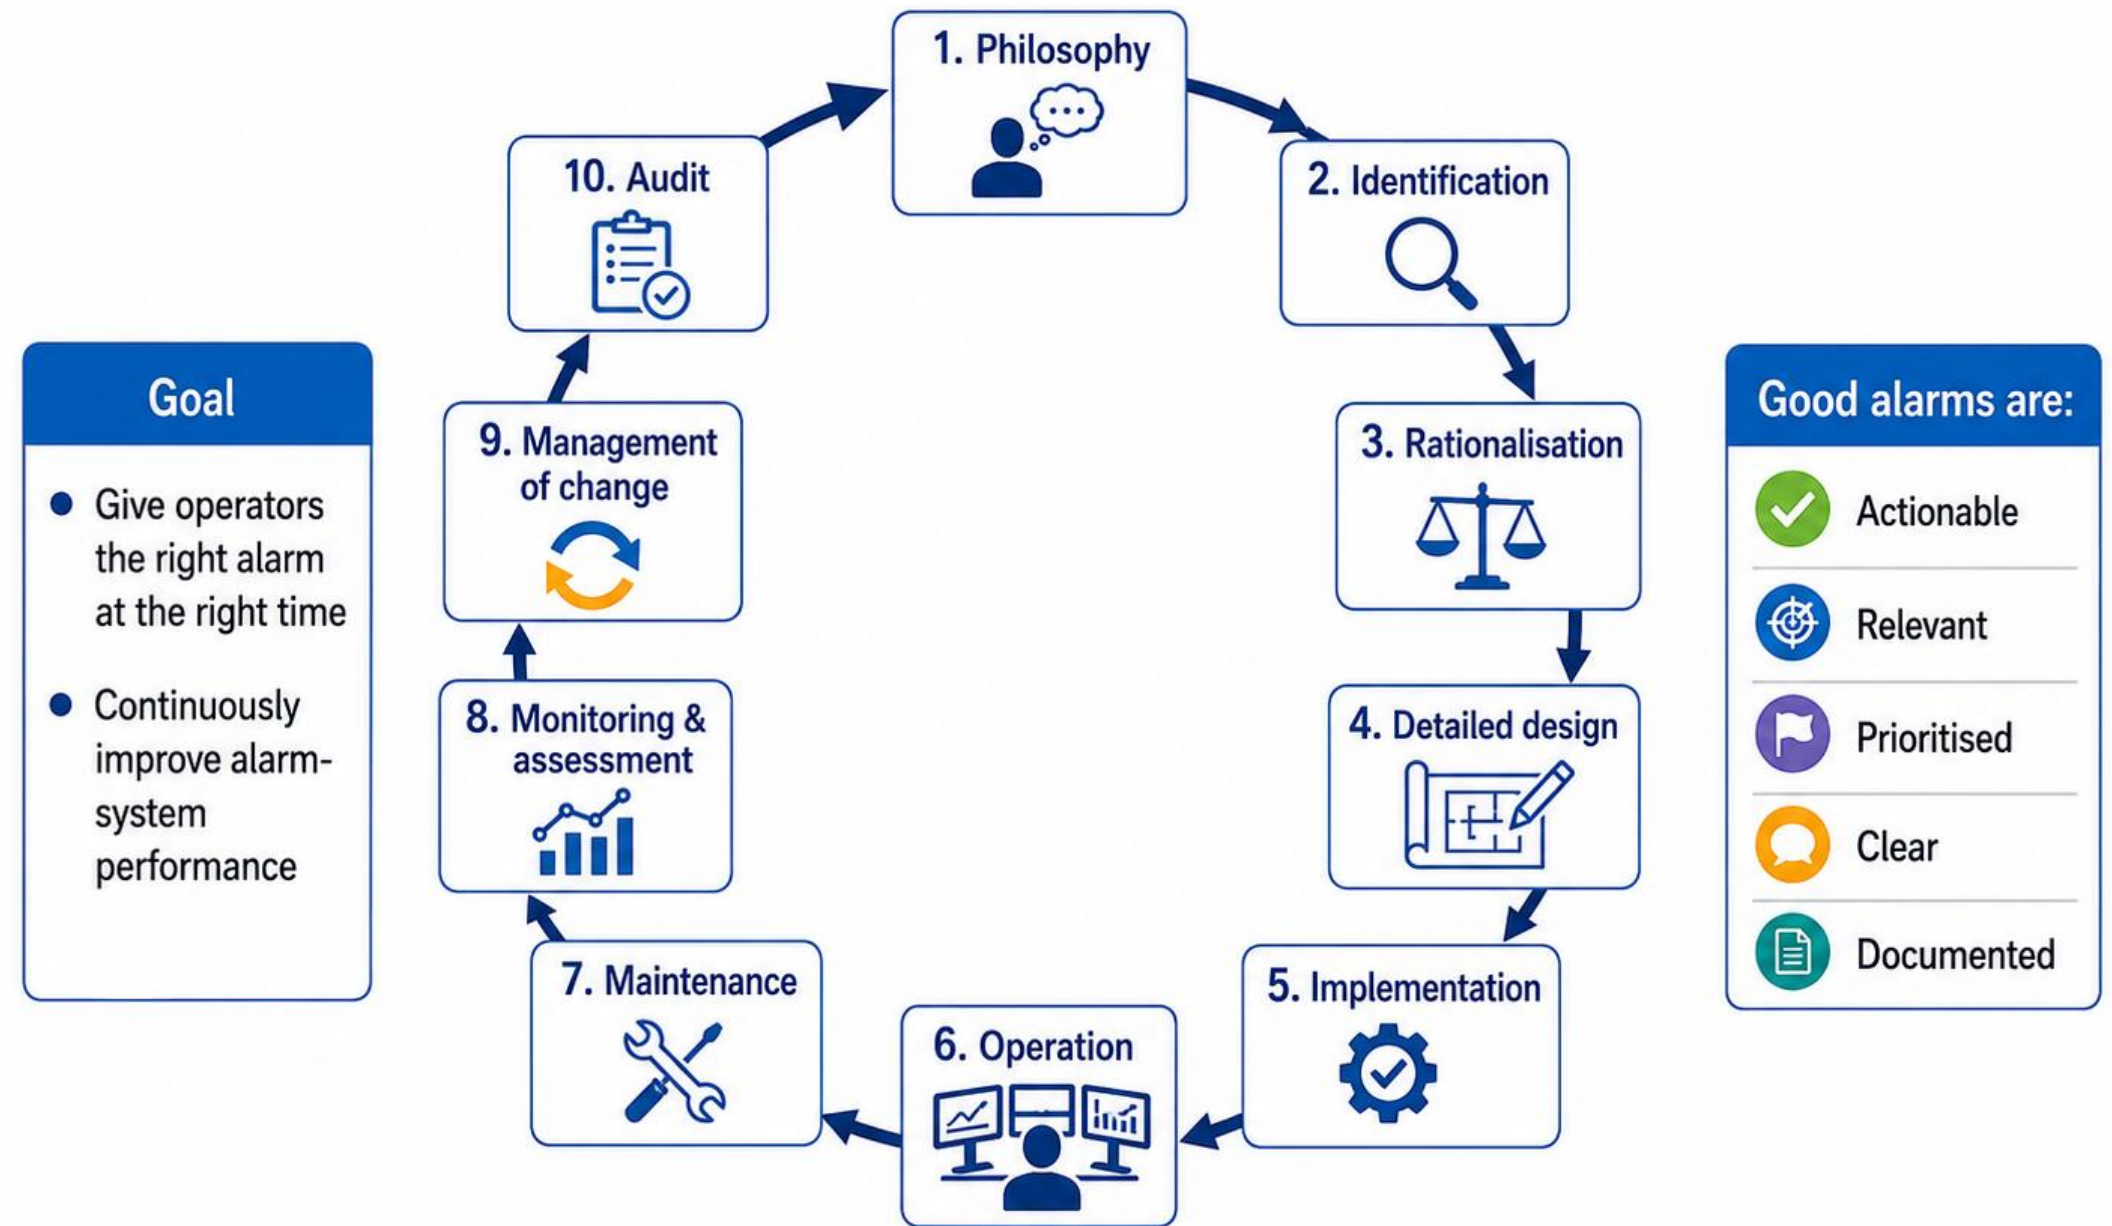 1. Philosophy
2. Identification
3. Rationalisation
4. Detailed design
5. Implementation
6. Operation
7. Maintenance
8. Monitoring &
assessment
9. Management
of change
10. Audit
Goal
● Give operators
the right alarm
at the right time
● Continuously
improve alarm-
system
performance
Good alarms are:
Actionable
Relevant
Prioritised
Clear
Documented